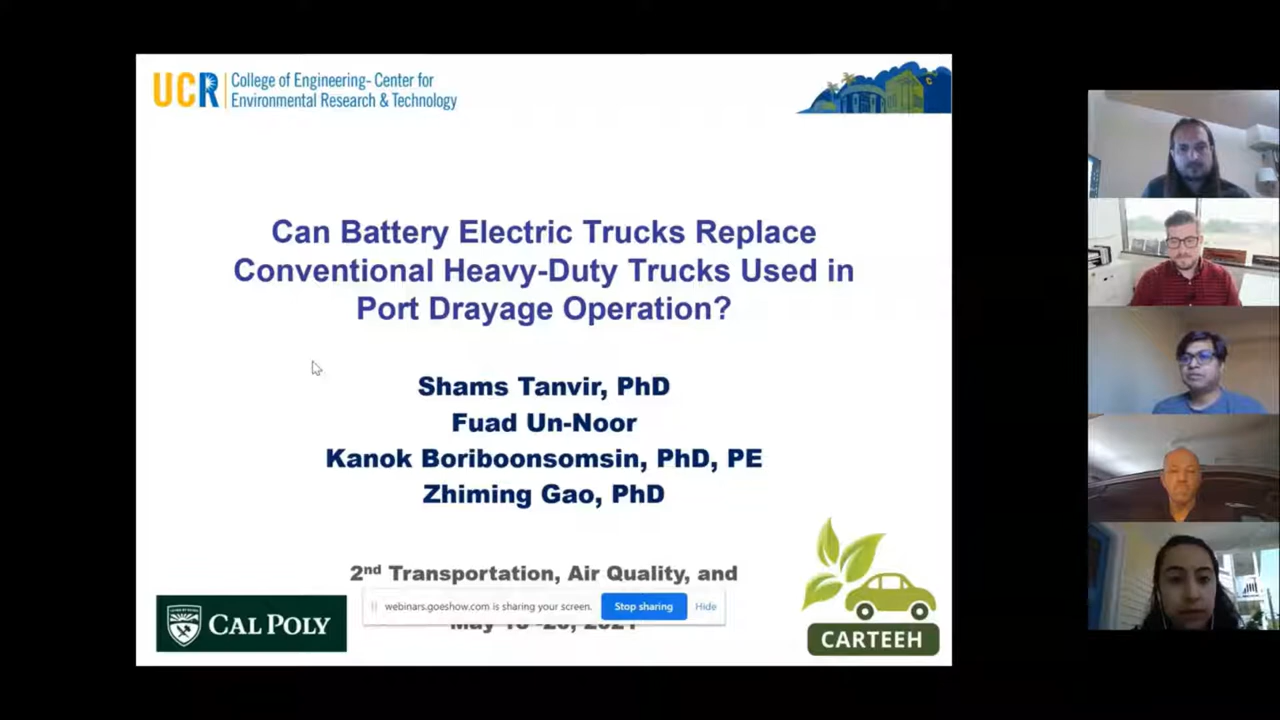 UCR
College of Engineering- Center for
Environmental Research & Technology
Can Battery Electric Trucks Replace
Conventional Heavy-Duty Trucks Used in
Port Drayage Operation?
Shams Tanvir, PhD
Fuad Un-Noor
Kanok Boriboonsomsin, PhD, PE
Zhiming Gao, PhD
2nd Transportation, Air Quality, and
webinars.goeshow.com is sharing your screen.
Stop sharing
Hide
CAL POLY
CARTEEH